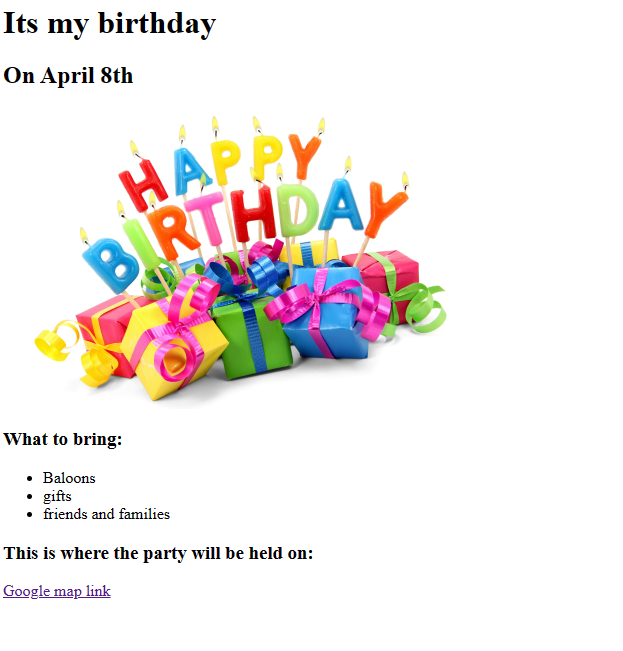 Its my birthday
On April 8th
HAPPY
BIRTHDAY
What to bring:
Baloons
gifts
friends and families
This is where the party will be held on:
Google map link